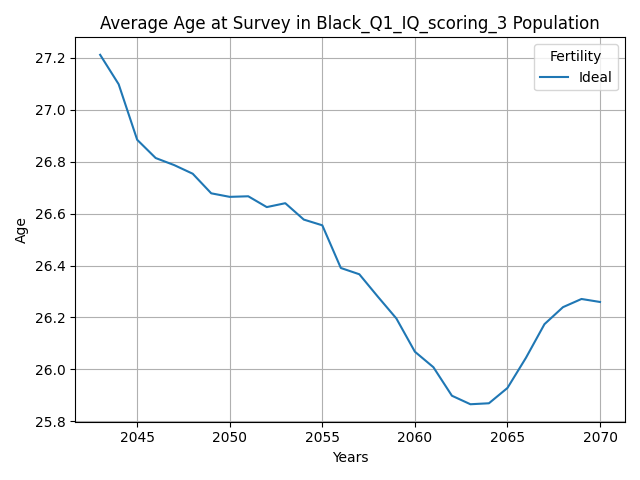 Average Age at Survey in Black_Q1_IQ_scoring_3 Population
Fertility
Ideal
27.2
27.0
26.8
26.6
26.4
26.2
26.0
25.8
Age
2045 2050 2055 2060 2065 2070
Years